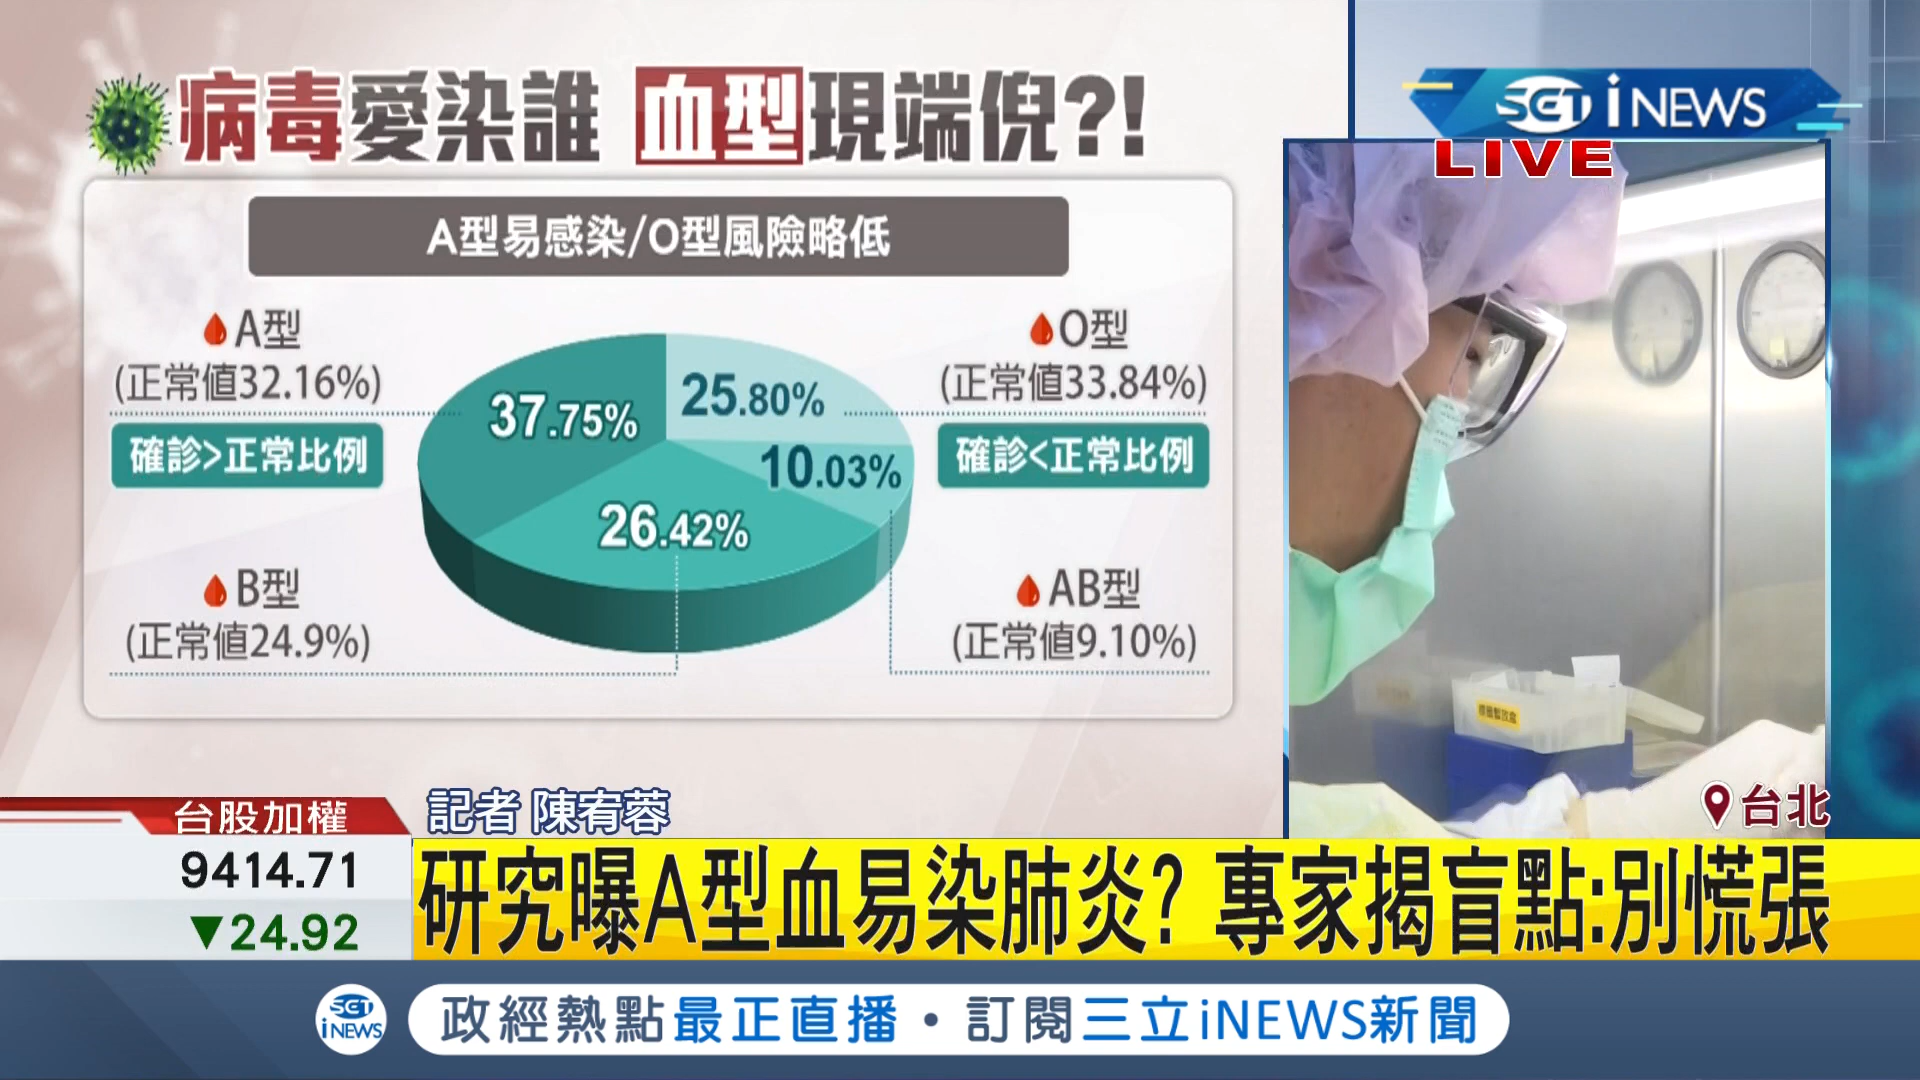 病毒愛染誰 血型現端倪?!
SET iNEWS
LIVE
A型易感染/O型風險略低
A型
(正常值32.16%)
確診>正常比例
O型
(正常值33.84%)
確診<正常比例
37.75%
25.80%
10.03%
26.42%
B型
(正常值24.9%)
AB型
(正常值9.10%)
台北
記者 陳宥蓉
台股加權
9414.71
▼24.92
研究曝A型血易染肺炎? 專家揭盲點:別慌張
SET iNEWS
政經熱點最正直播・訂閱三立iNEWS新聞